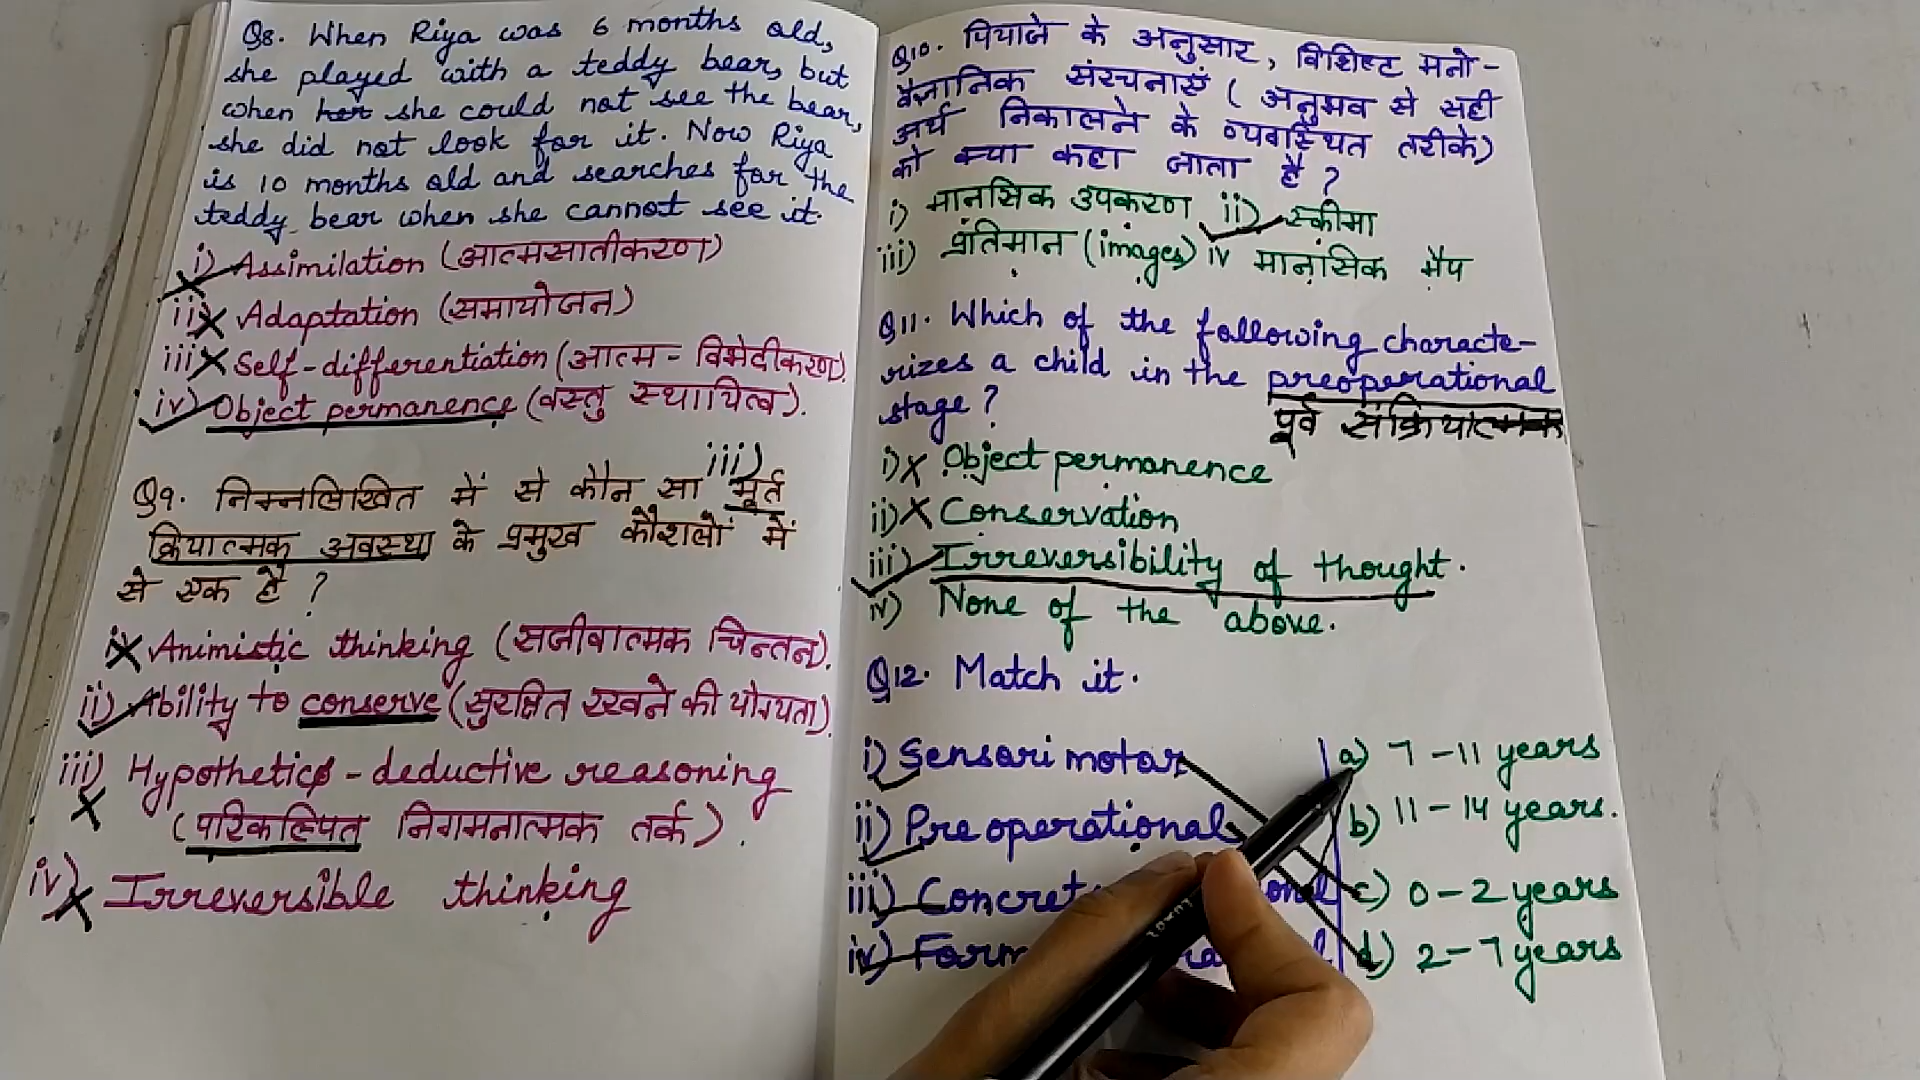 Q8. When Riya was 6 months old,
she played with a teddy bear, but
when her she could not see the bear,
she did not look for it. Now Riya
is 10 months old and searches for the
teddy bear when she cannot see it.
i) Assimilation (आत्मसातीकरण)
ii) Adaptation (समायोजन)
iii) Self-differentiation (आत्म - विभेदीकरण).
iv) Object permanence (वस्तु स्थायित्व).
iii)
Q9. निम्नलिखित में से कौन सा मूर्त
क्रियात्मक अवस्था के प्रमुख कौशलों में
से एक है ?
i) Animistic thinking (सजीवात्मक चिन्तन).
ii) Ability to conserve (सुरक्षित रखने की योग्यता).
iii) Hypothetic - deductive reasoning
(परिकल्पित निगमनात्मक तर्क).
iv) Irreversible thinking
Q10. पियाजे के अनुसार, विशिष्ट मनो-
वैज्ञानिक संरचनाएँ ( अनुभव से सही
अर्थ निकालने के व्यवस्थित तरीके)
को क्या कहा जाता है ?
i) मानसिक उपकरण ii) स्कीमा
iii) प्रतिमान (images) iv मानसिक मैप
Q11. Which of the following characte-
rizes a child in the preoperational
stage ?
पूर्व संक्रियात्मक
i) Object permanence
ii) Conservation
iii) Irreversibility of thought.
iv) None of the above.
Q12. Match it.
i) Sensori motor a) 7 - 11 years
ii) Pre operational b) 11 - 14 years.
iii) c) 0 - 2 years
iv) d) 2 - 7 years